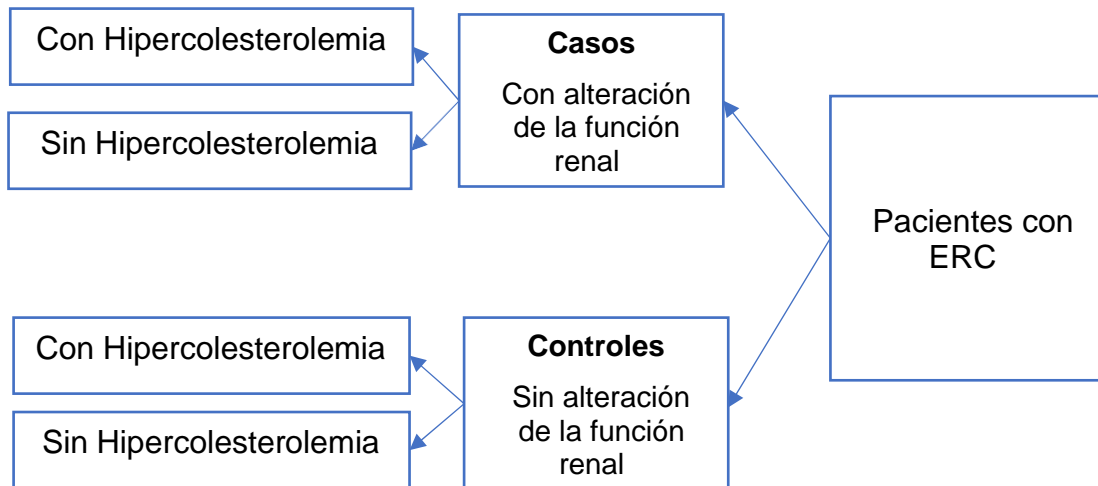 Con Hipercolesterolemia
Sin Hipercolesterolemia
Casos
Con alteración
de la función
renal
Pacientes con
ERC
Con Hipercolesterolemia
Sin Hipercolesterolemia
Controles
Sin alteración
de la función
renal